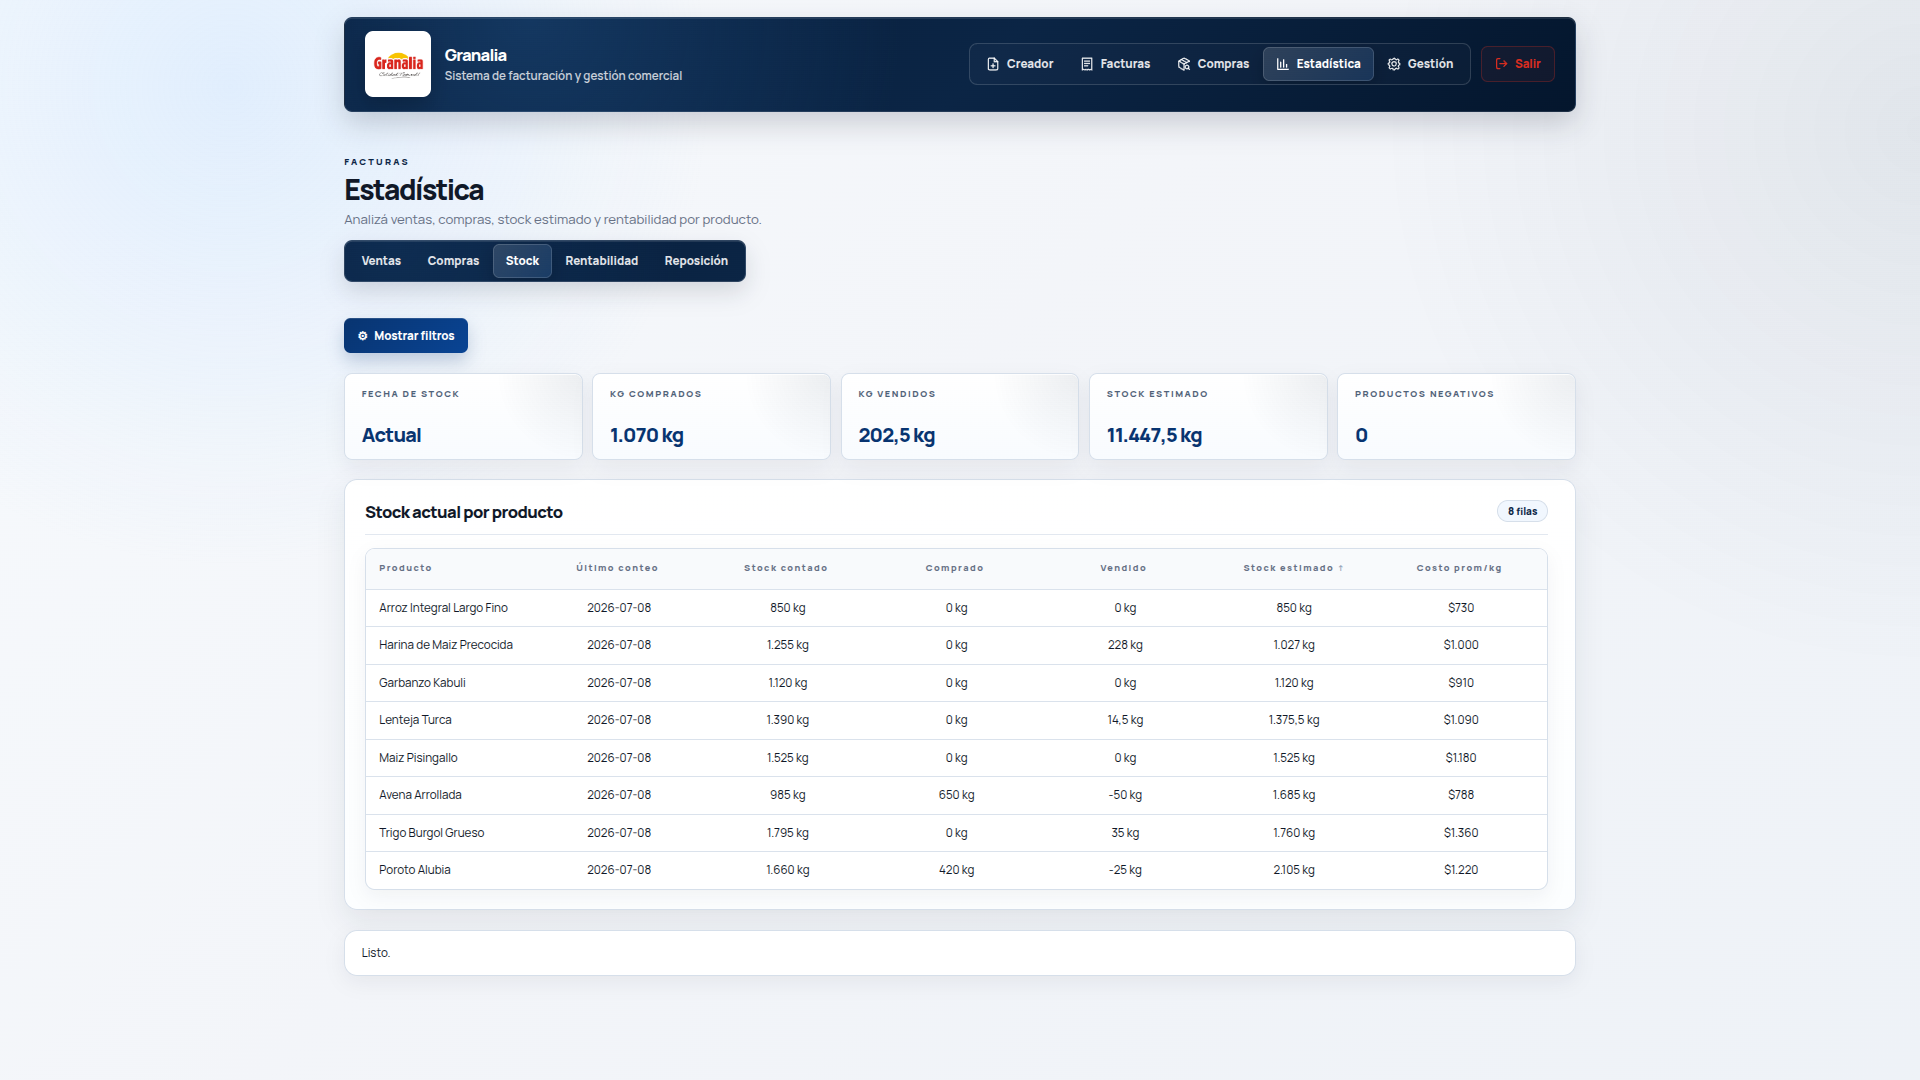 Granalia
Calidad Natural!
Granalia
Sistema de facturación y gestión comercial
Creador
Facturas
Compras
Estadística
Gestión
Salir
FACTURAS
Estadística
Analizá ventas, compras, stock estimado y rentabilidad por producto.
Ventas
Compras
Stock
Rentabilidad
Reposición
⚙ Mostrar filtros
FECHA DE STOCK
Actual
KG COMPRADOS
1.070 kg
KG VENDIDOS
202,5 kg
STOCK ESTIMADO
11.447,5 kg
PRODUCTOS NEGATIVOS
0
Stock actual por producto
8 filas
Producto Último conteo Stock contado Comprado Vendido Stock estimado ↑ Costo prom/kg
Arroz Integral Largo Fino 2026-07-08 850 kg 0 kg 0 kg 850 kg $730
Harina de Maiz Precocida 2026-07-08 1.255 kg 0 kg 228 kg 1.027 kg $1.000
Garbanzo Kabuli 2026-07-08 1.120 kg 0 kg 0 kg 1.120 kg $910
Lenteja Turca 2026-07-08 1.390 kg 0 kg 14,5 kg 1.375,5 kg $1.090
Maiz Pisingallo 2026-07-08 1.525 kg 0 kg 0 kg 1.525 kg $1.180
Avena Arrollada 2026-07-08 985 kg 650 kg -50 kg 1.685 kg $788
Trigo Burgol Grueso 2026-07-08 1.795 kg 0 kg 35 kg 1.760 kg $1.360
Poroto Alubia 2026-07-08 1.660 kg 420 kg -25 kg 2.105 kg $1.220
Listo.